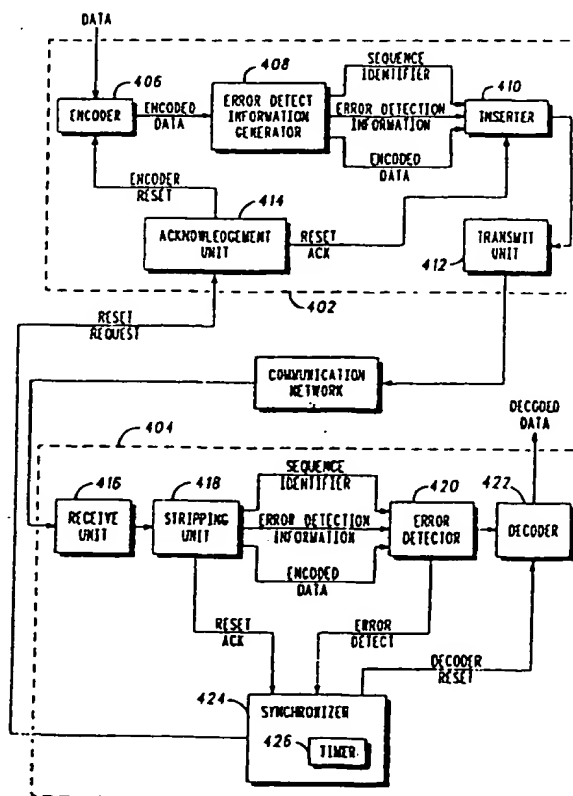 DATA
406
ENCODER
ENCODED
DATA
408
ERROR DETECT
INFORMATION
GENERATOR
SEQUENCE
IDENTIFIER
ERROR DETECTION
INFORMATION
ENCODED
DATA
410
INSERTER
ENCODER
RESET
414
ACKNOWLEDGEMENT
UNIT
RESET
ACK
TRANSMIT
UNIT
412
402
RESET
REQUEST
COMMUNICATION
NETWORK
DECODED
DATA
404
416
RECEIVE
UNIT
418
STRIPPING
UNIT
SEQUENCE
IDENTIFIER
ERROR DETECTION
INFORMATION
ENCODED
DATA
420
ERROR
DETECTOR
422
DECODER
RESET
ACK
ERROR
DETECT
DECODER
RESET
424
SYNCHRONIZER
426
TIMER